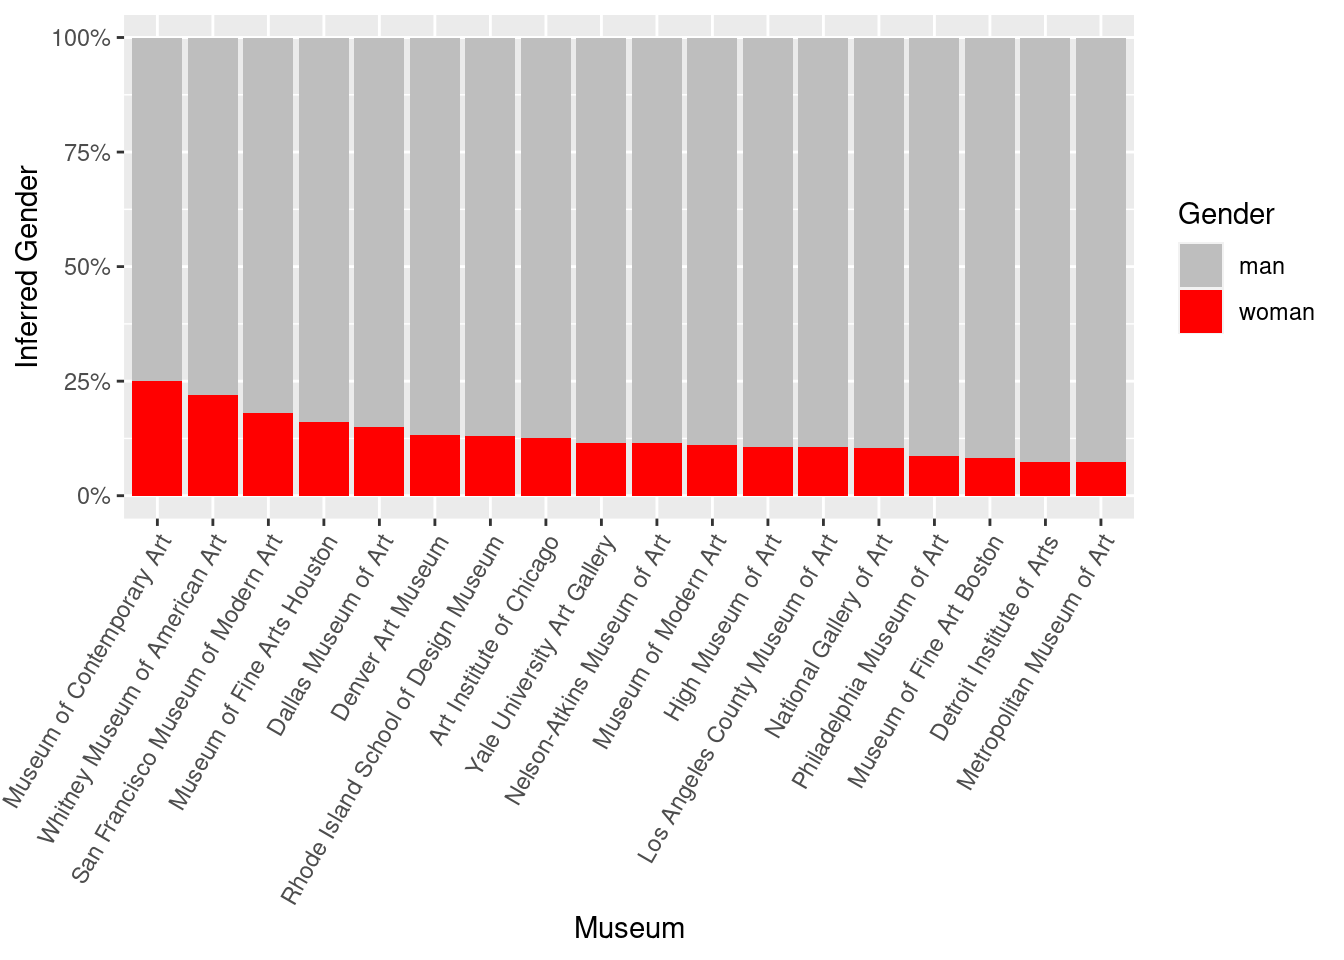 100%
75%
50%
25%
0%
Inferred Gender
Museum of Contemporary Art
Whitney Museum of American Art
San Francisco Museum of Modern Art
Museum of Fine Arts Houston
Dallas Museum of Art
Denver Art Museum
Rhode Island School of Design Museum
Art Institute of Chicago
Yale University Art Gallery
Nelson-Atkins Museum of Art
Museum of Modern Art
High Museum of Art
Los Angeles County Museum of Art
National Gallery of Art
Philadelphia Museum of Art
Museum of Fine Art Boston
Detroit Institute of Arts
Metropolitan Museum of Art
Museum
Gender
man
woman